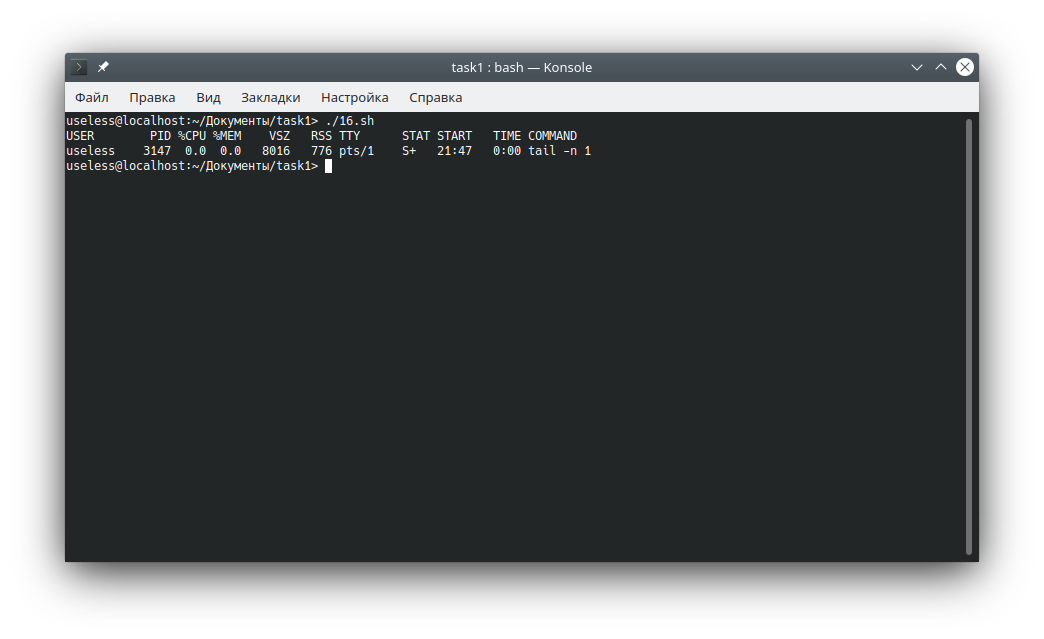 task1 : bash — Konsole
Файл Правка Вид Закладки Настройка Справка
useless@localhost:~/Документы/task1> ./16.sh
USER       PID %CPU %MEM    VSZ   RSS TTY      STAT START   TIME COMMAND
useless    3147  0.0  0.0   8016   776 pts/1    S+   21:47   0:00 tail -n 1
useless@localhost:~/Документы/task1>